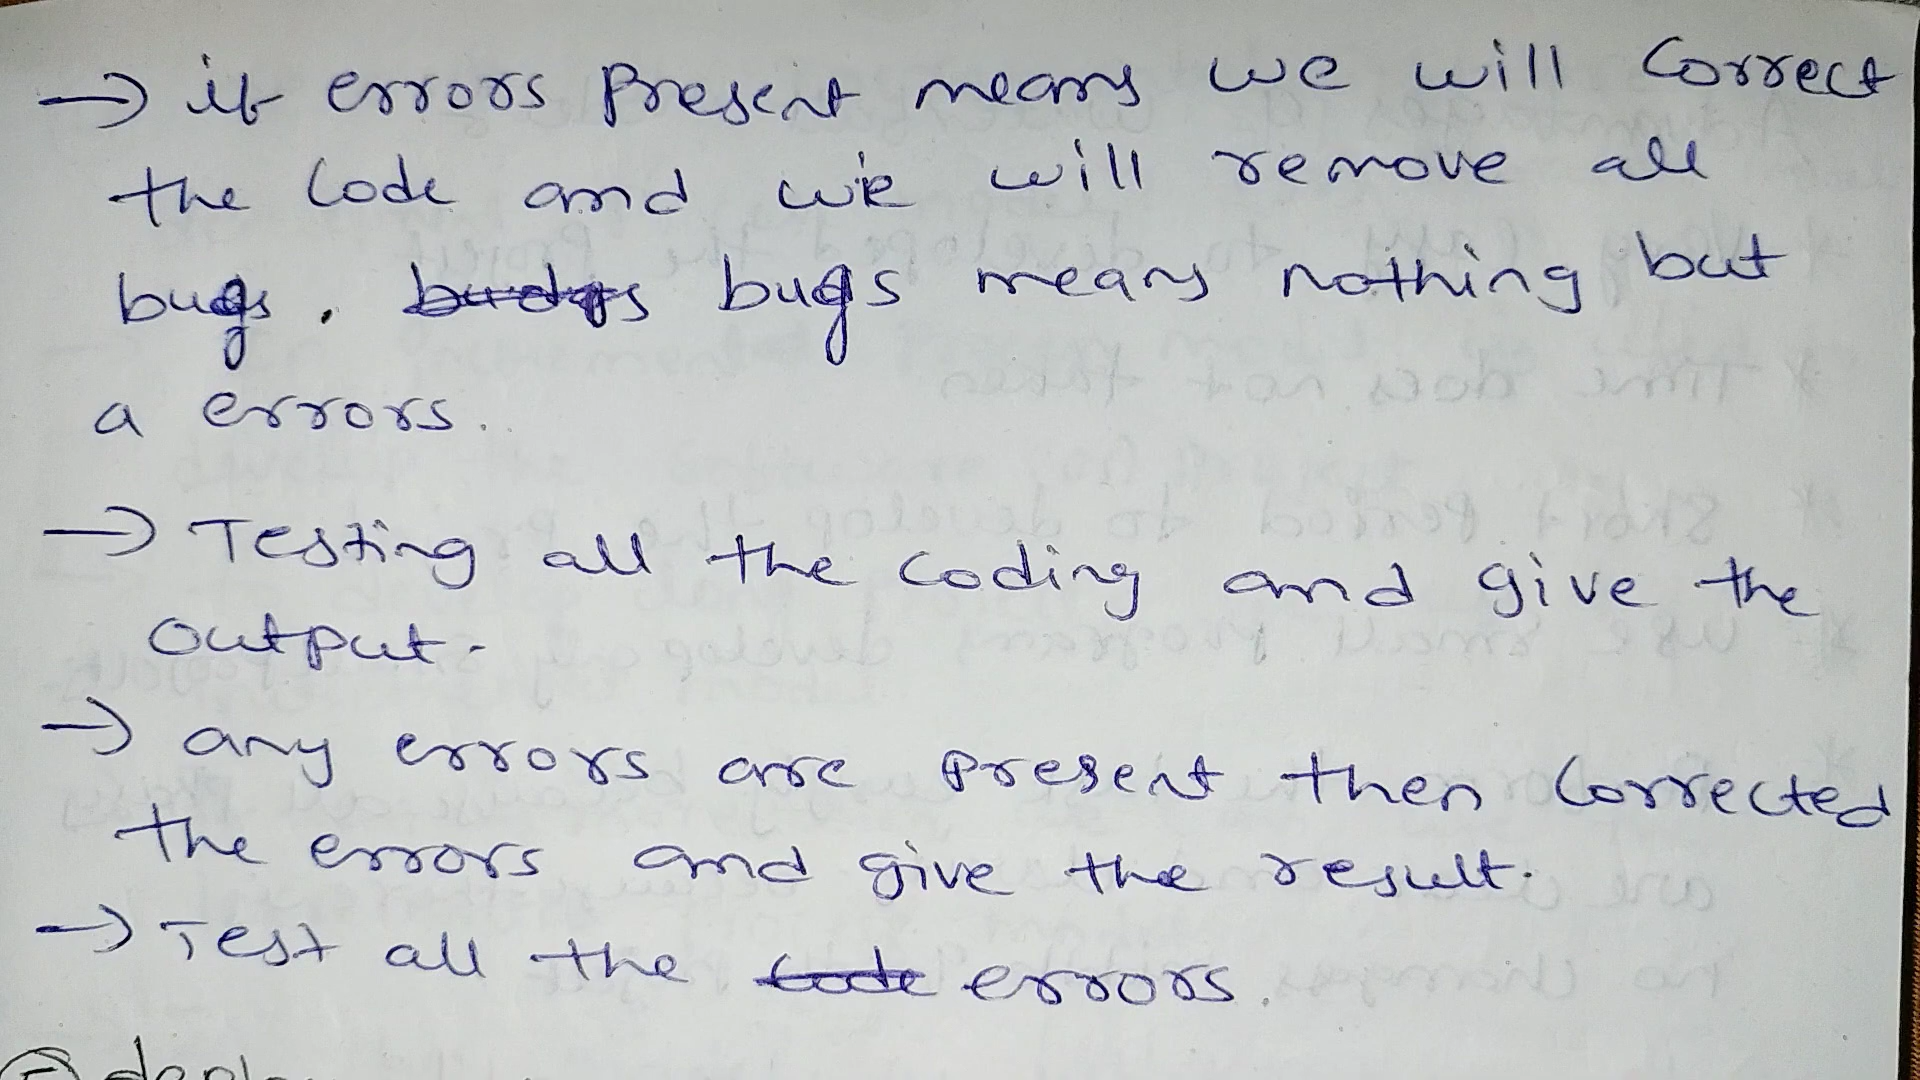 → if errors Present means we will Correct
the Code and we will remove all
bugs. bugs means nothing but
a errors.
→ Testing all the coding and give the
output.
→ any errors are present then Corrected
the errors and give the result.
→ Test all the code errors.